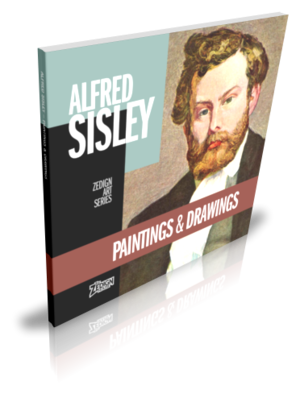 ALFRED
SISLEY
ZEDIGN
ART
SERIES
PAINTINGS & DRAWINGS
ZEDIGN